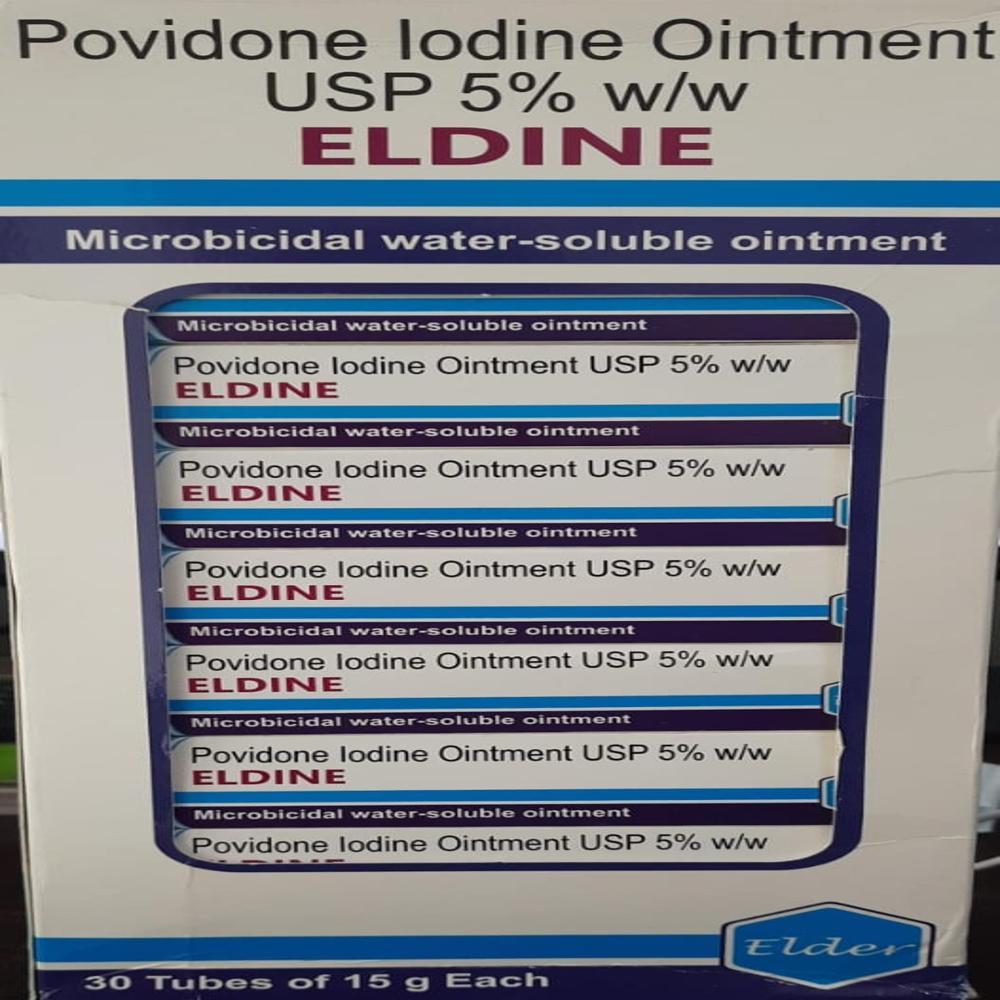 Povidone Iodine Ointment
USP 5% w/w
ELDINE
Microbicidal water-soluble ointment
Microbicidal water-soluble ointment
Povidone Iodine Ointment USP 5% w/w
ELDINE
Microbicidal water-soluble ointment
Povidone Iodine Ointment USP 5% w/w
ELDINE
Microbicidal water-soluble ointment
Povidone Iodine Ointment USP 5% w/w
ELDINE
Microbicidal water-soluble ointment
Povidone Iodine Ointment USP 5% w/w
ELDINE
Microbicidal water-soluble ointment
Povidone Iodine Ointment USP 5% w/w
ELDINE
Microbicidal water-soluble ointment
Povidone Iodine Ointment USP 5% w/w
Elder
30 Tubes of 15 g Each